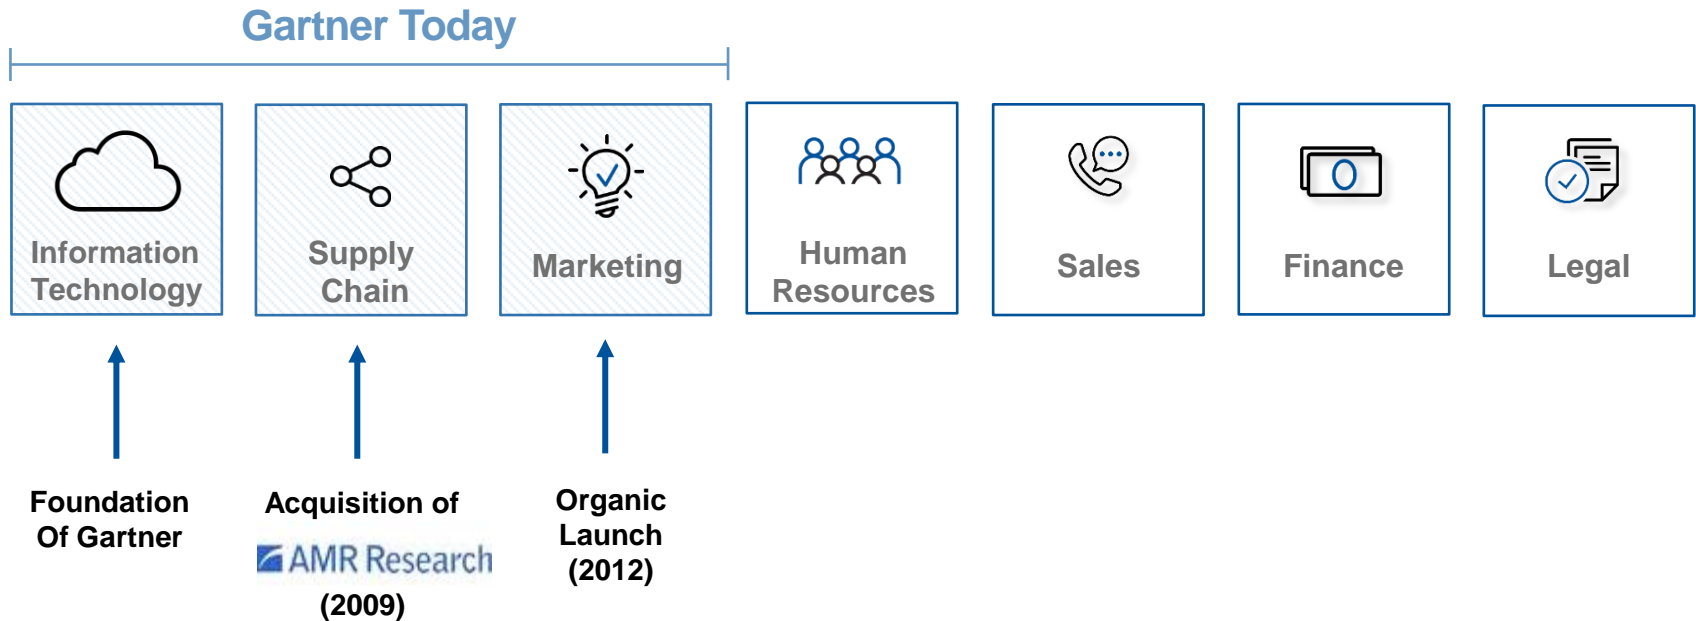 Gartner Today
Information
Technology
Supply
Chain
Marketing
Human
Resources
Sales
Finance
Legal
Foundation
Of Gartner
Acquisition of
AMR Research
(2009)
Organic
Launch
(2012)